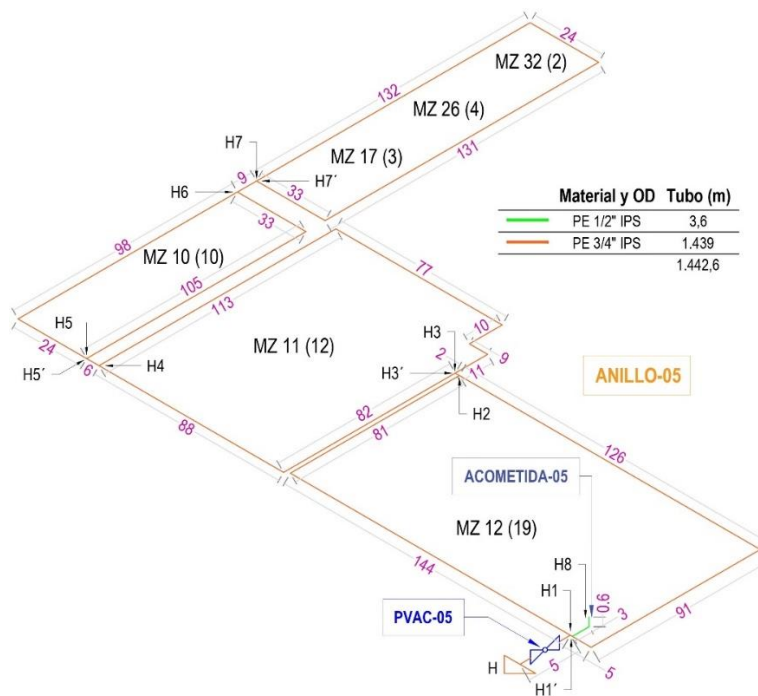 24
MZ 32 (2)
132
MZ 26 (4)
H7
131
MZ 17 (3)
9
H7´
H6
33
33
Material y OD Tubo (m)
PE 1/2" IPS 3,6
PE 3/4" IPS 1.439
1.442,6
98
MZ 10 (10)
77
105
113
H5
10
H3
MZ 11 (12)
2
9
24
H4
H3´
11
ANILLO-05
H5´
6
H2
82
81
88
126
ACOMETIDA-05
MZ 12 (19)
H8
144
H1
0.6
3
91
PVAC-05
H
5
5
H1´